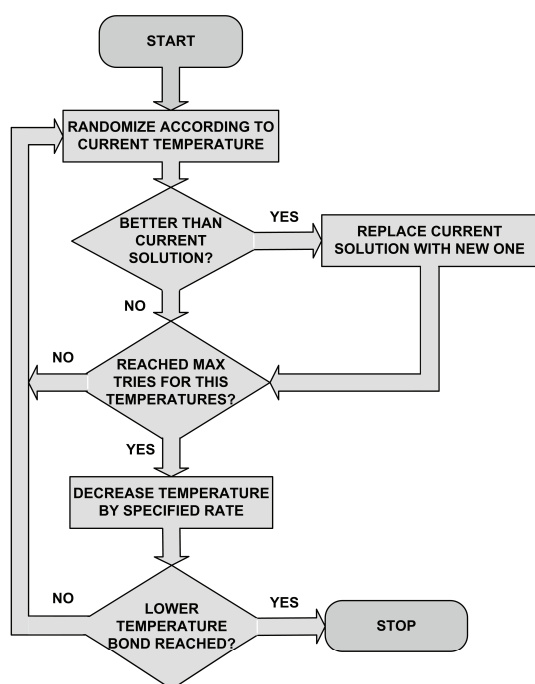 START
RANDOMIZE ACCORDING TO
CURRENT TEMPERATURE
BETTER THAN
CURRENT
SOLUTION?
YES
REPLACE CURRENT
SOLUTION WITH NEW ONE
NO
REACHED MAX
TRIES FOR THIS
TEMPERATURES?
NO
YES
DECREASE TEMPERATURE
BY SPECIFIED RATE
LOWER
TEMPERATURE
BOND REACHED?
NO
YES
STOP